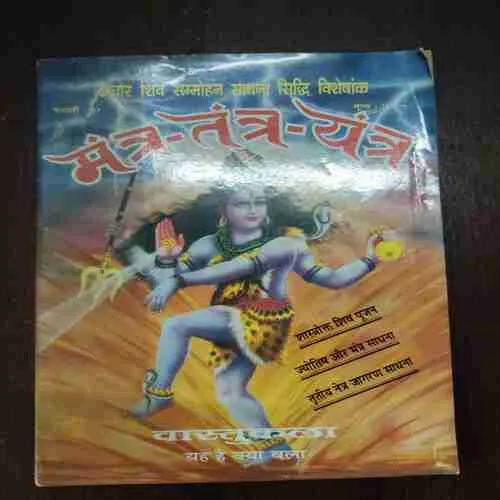 शिव सम्मोहन साधना सिद्धि विशेषांक
मंत्र-तंत्र-यंत्र
शास्त्रोक्त शिव पूजन
ज्योतिष और मंत्र साधना
तृतीय नेत्र जागरण साधना
वास्तुकला
यह है क्या बला